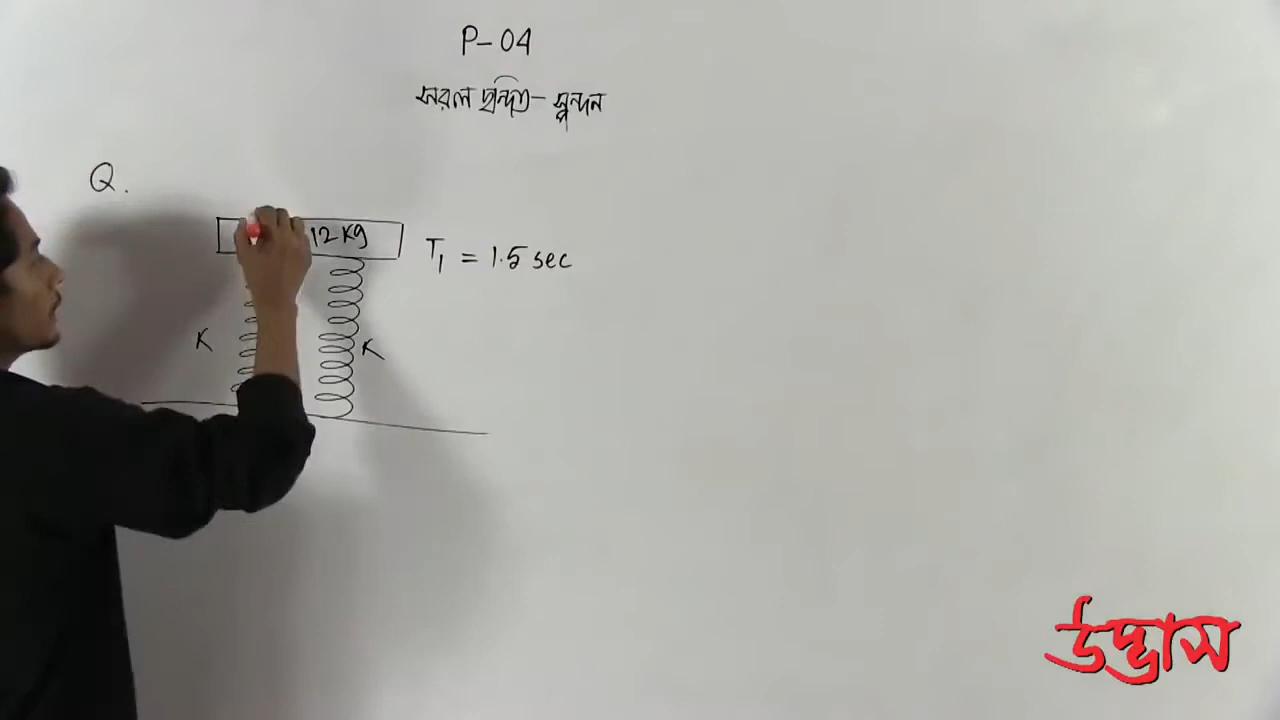 P-04
সরল ছন্দিত-স্পন্দন
Q.
12 Kg
T₁ = 1.5 sec
K
K
উদ্ভাস